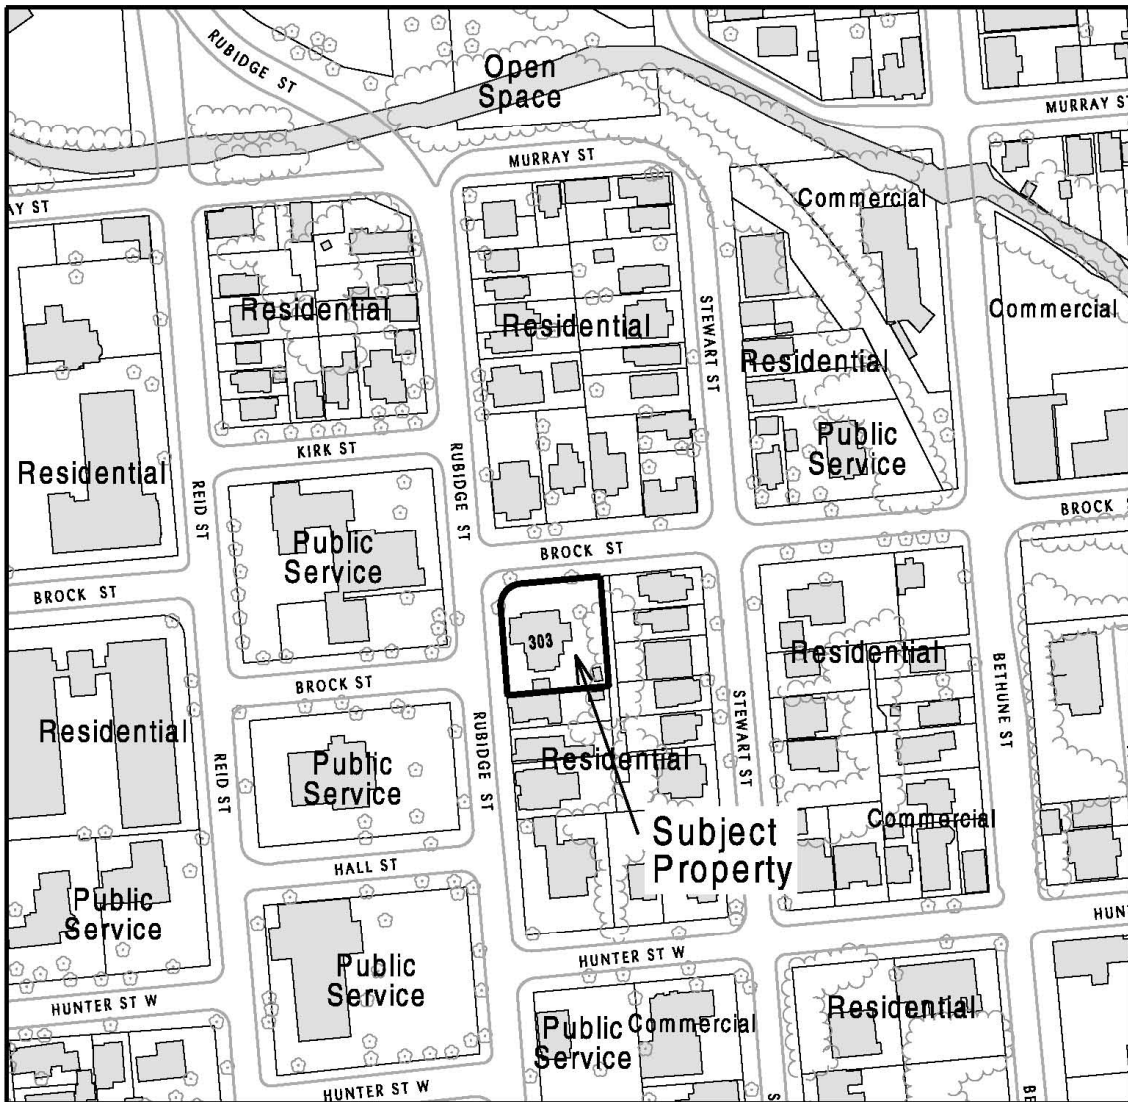 RUBIDGE ST
Open
Space
MURRAY ST
MURRAY ST
AY ST
Commercial
Residential
Residential
Commercial
STEWART ST
Residential
Public
Service
KIRK ST
RUBIDGE ST
Residential
REID ST
Public
Service
BROCK
BROCK ST
BROCK ST
303
Residential
BETHUNE ST
BROCK ST
STEWART ST
RUBIDGE ST
Residential
Residential
REID ST
Public
Service
Commercial
Subject
Property
HALL ST
Public
Service
HUN
HUNTER ST W
Public
Service
Residential
HUNTER ST W
Public
Service
Commercial
HUNTER ST W
S
BE